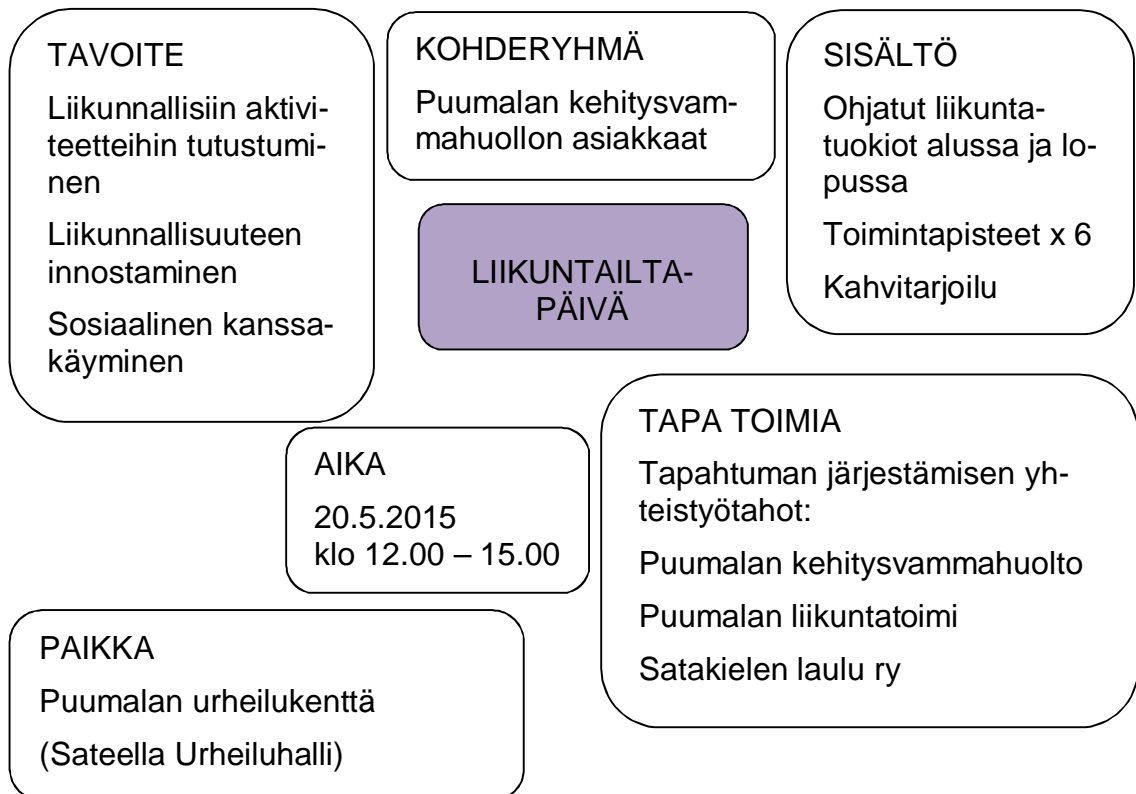 TAVOITE
Liikunnallisiin aktivi-
teetteihin tutustumi-
nen
Liikunnallisuuteen
innostaminen
Sosiaalinen kanssa-
käyminen
KOHDERYHMÄ
Puumalan kehitysvam-
mahuollon asiakkaat
SISÄLTÖ
Ohjatut liikunta-
tuokiot alussa ja lo-
pussa
Toimintapisteet x 6
Kahvitarjoilu
LIIKUNTAILTA-
PÄIVÄ
AIKA
20.5.2015
klo 12.00 – 15.00
TAPA TOIMIA
Tapahtuman järjestämisen yh-
teistyötahot:
Puumalan kehitysvammahuolto
Puumalan liikuntatoimi
Satakielen laulu ry
PAIKKA
Puumalan urheilukenttä
(Sateella Urheiluhalli)